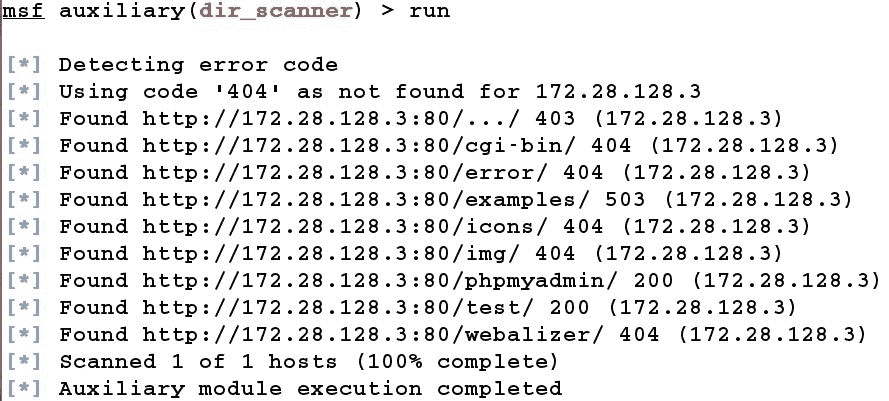 msf auxiliary(dir_scanner) > run
[*] Detecting error code
[*] Using code '404' as not found for 172.28.128.3
[*] Found http://172.28.128.3:80/.../ 403 (172.28.128.3)
[*] Found http://172.28.128.3:80/cgi-bin/ 404 (172.28.128.3)
[*] Found http://172.28.128.3:80/error/ 404 (172.28.128.3)
[*] Found http://172.28.128.3:80/examples/ 503 (172.28.128.3)
[*] Found http://172.28.128.3:80/icons/ 404 (172.28.128.3)
[*] Found http://172.28.128.3:80/img/ 404 (172.28.128.3)
[*] Found http://172.28.128.3:80/phpmyadmin/ 200 (172.28.128.3)
[*] Found http://172.28.128.3:80/test/ 200 (172.28.128.3)
[*] Found http://172.28.128.3:80/webalizer/ 404 (172.28.128.3)
[*] Scanned 1 of 1 hosts (100% complete)
[*] Auxiliary module execution completed